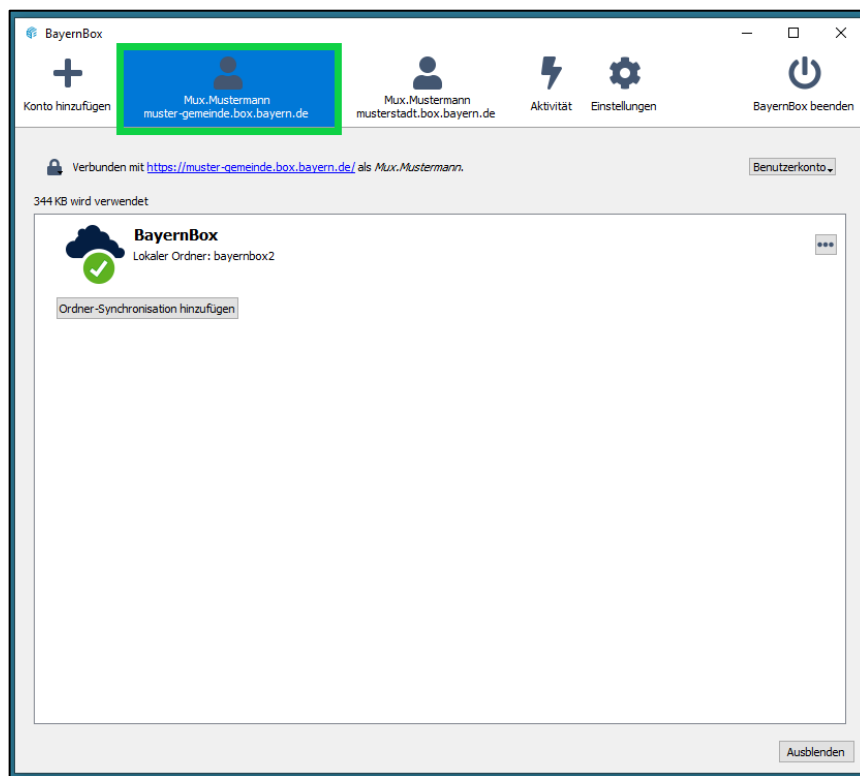 BayernBox
Konto hinzufügen
Mux.Mustermann
muster-gemeinde.box.bayern.de
Mux.Mustermann
musterstadt.box.bayern.de
Aktivität
Einstellungen
BayernBox beenden
Verbunden mit https://muster-gemeinde.box.bayern.de/ als Mux.Mustermann.
Benutzerkonto
344 KB wird verwendet
BayernBox
Lokaler Ordner: bayernbox2
Ordner-Synchronisation hinzufügen
Ausblenden